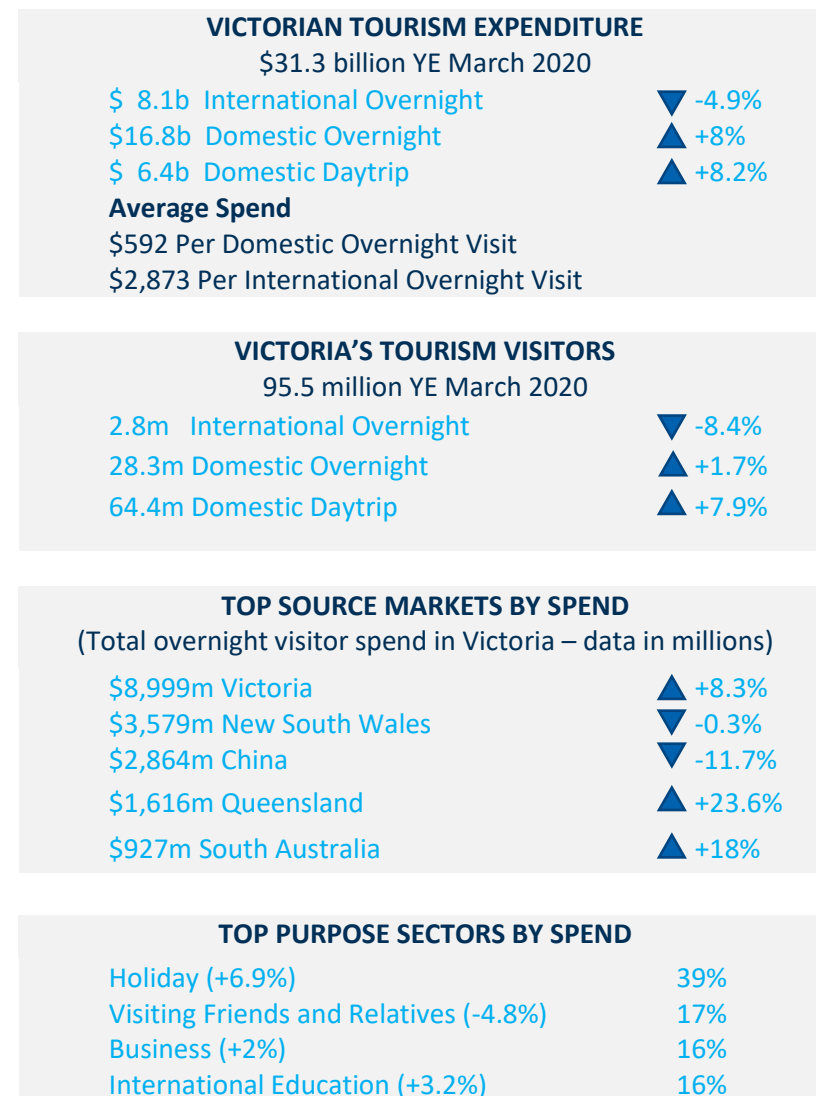 VICTORIAN TOURISM EXPENDITURE
$31.3 billion YE March 2020
$ 8.1b International Overnight -4.9%
$16.8b Domestic Overnight +8%
$ 6.4b Domestic Daytrip +8.2%
Average Spend
$592 Per Domestic Overnight Visit
$2,873 Per International Overnight Visit
VICTORIA'S TOURISM VISITORS
95.5 million YE March 2020
2.8m International Overnight -8.4%
28.3m Domestic Overnight +1.7%
64.4m Domestic Daytrip +7.9%
TOP SOURCE MARKETS BY SPEND
(Total overnight visitor spend in Victoria – data in millions)
$8,999m Victoria +8.3%
$3,579m New South Wales -0.3%
$2,864m China -11.7%
$1,616m Queensland +23.6%
$927m South Australia +18%
TOP PURPOSE SECTORS BY SPEND
Holiday (+6.9%) 39%
Visiting Friends and Relatives (-4.8%) 17%
Business (+2%) 16%
International Education (+3.2%) 16%